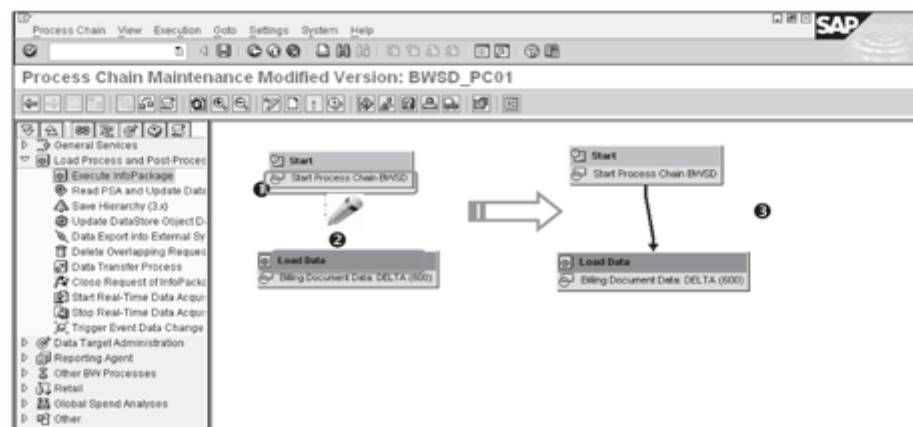 Process Chain View Execution Goto Settings System Help
SAP
Process Chain Maintenance Modified Version: BWSD_PC01
General Services
Load Process and Post-Proces
Execute InfoPackage
Read PSA and Update Data
Save Hierarchy (3.x)
Update DataStore Object D
Data Export into External Sy
Delete Overlapping Reques
Data Transfer Process
Close Request of InfoPacka
Start Real-Time Data Acquis
Stop Real-Time Data Acquis
Trigger Event Data Change
Data Target Administration
Reporting Agent
Other BW Processes
Retail
Global Spend Analyses
Other
Start
Start Process Chain BWSD
1
2
Load Data
Billing Document Data: DELTA (600)
Start
Start Process Chain BWSD
3
Load Data
Billing Document Data: DELTA (600)